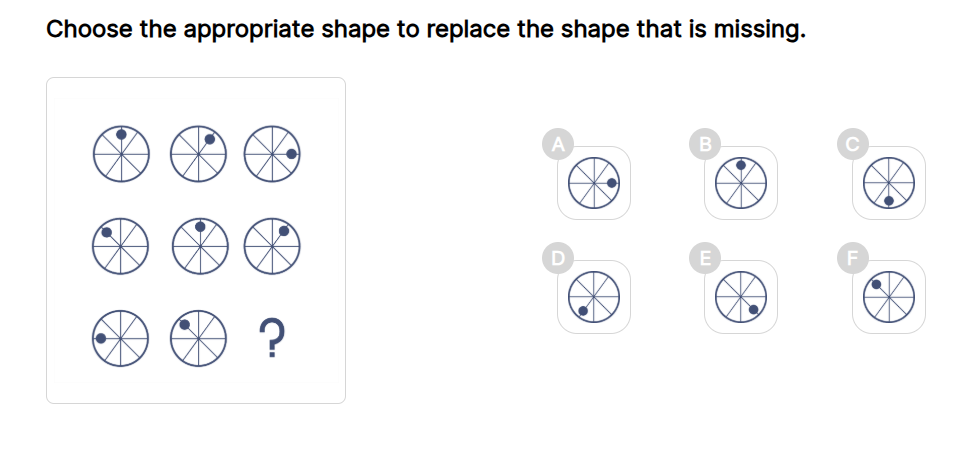 Choose the appropriate shape to replace the shape that is missing.
A B C
D E F
?